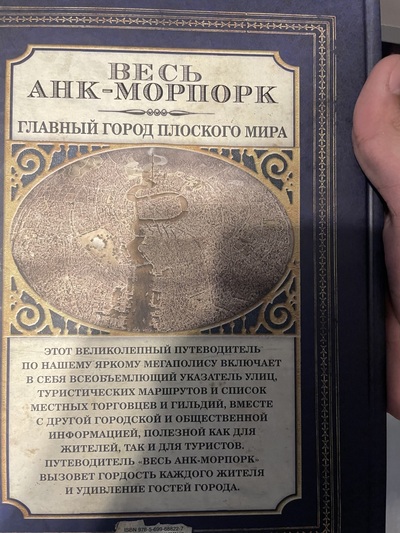 ВЕСЬ
АНК-МОРПОРК
ГЛАВНЫЙ ГОРОД ПЛОСКОГО МИРА
ЭТОТ ВЕЛИКОЛЕПНЫЙ ПУТЕВОДИТЕЛЬ
ПО НАШЕМУ ЯРКОМУ МЕГАПОЛИСУ ВКЛЮЧАЕТ
В СЕБЯ ВСЕОБЪЕМЛЮЩИЙ УКАЗАТЕЛЬ УЛИЦ,
ТУРИСТИЧЕСКИХ МАРШРУТОВ И СПИСОК
МЕСТНЫХ ТОРГОВЦЕВ И ГИЛЬДИЙ, ВМЕСТЕ
С ДРУГОЙ ГОРОДСКОЙ И ОБЩЕСТВЕННОЙ
ИНФОРМАЦИЕЙ, ПОЛЕЗНОЙ КАК ДЛЯ
ЖИТЕЛЕЙ, ТАК И ДЛЯ ТУРИСТОВ.
ПУТЕВОДИТЕЛЬ «ВЕСЬ АНК-МОРПОРК»
ВЫЗОВЕТ ГОРДОСТЬ КАЖДОГО ЖИТЕЛЯ
И УДИВЛЕНИЕ ГОСТЕЙ ГОРОДА.
ISBN